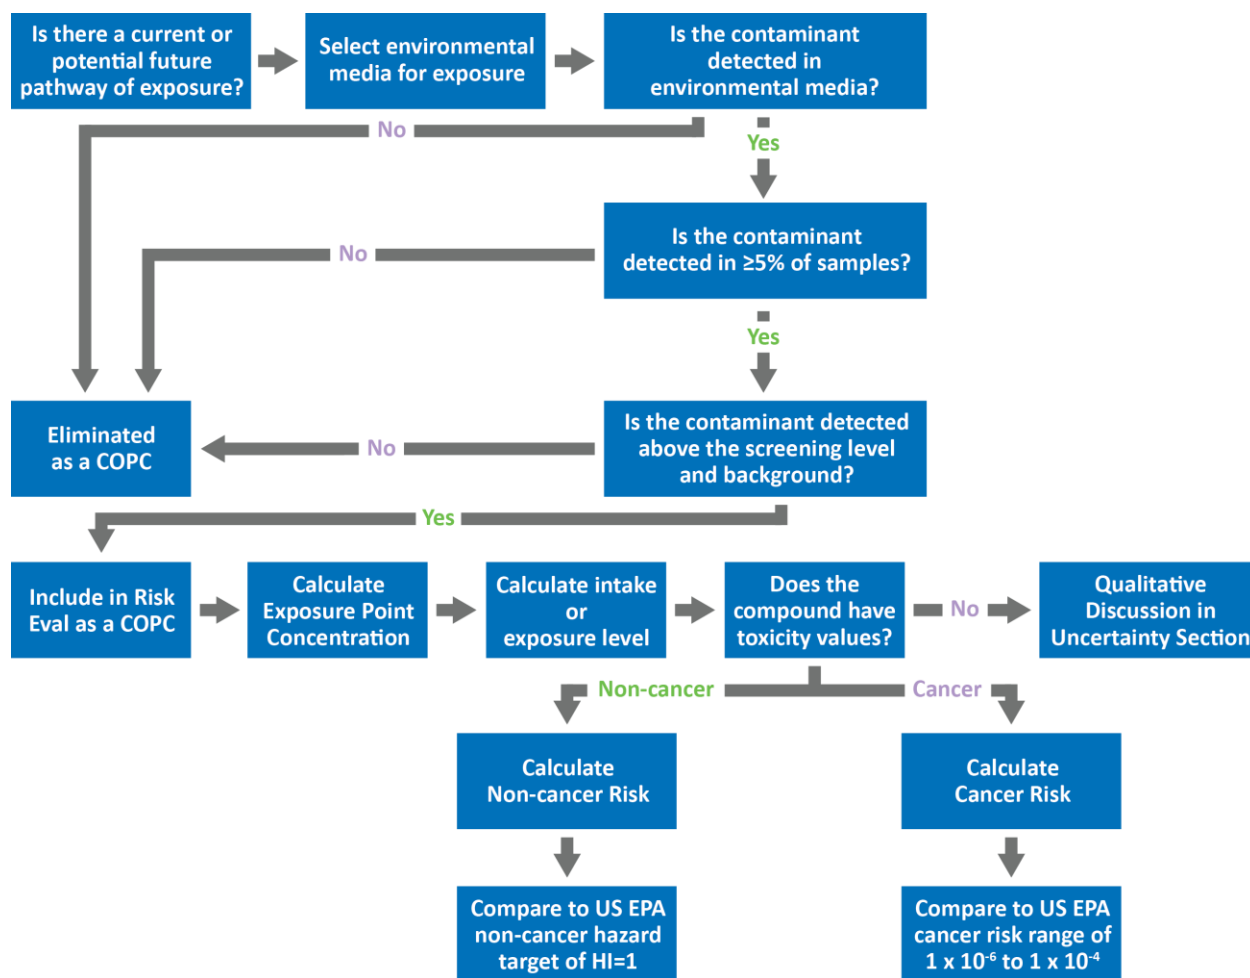 Is there a current or
potential future
pathway of exposure?
Select environmental
media for exposure
Is the contaminant
detected in
environmental media?
No
Yes
Is the contaminant
detected in ≥5% of samples?
No
Yes
Eliminated
as a COPC
No
Is the contaminant detected
above the screening level
and background?
Yes
Include in Risk
Eval as a COPC
Calculate
Exposure Point
Concentration
Calculate intake
or
exposure level
Does the
compound have
toxicity values?
No
Qualitative
Discussion in
Uncertainty Section
Non-cancer
Cancer
Calculate
Non-cancer Risk
Calculate
Cancer Risk
Compare to US EPA
non-cancer hazard
target of HI=1
Compare to US EPA
cancer risk range of
1 x 10⁻⁶ to 1 x 10⁻⁴